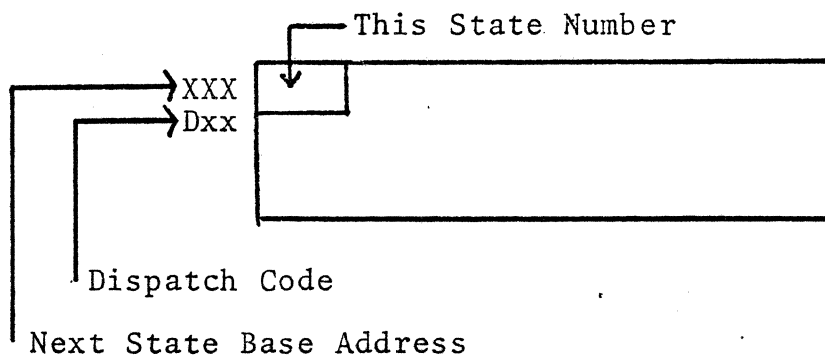 This State Number
XXX
Dxx
Dispatch Code
Next State Base Address